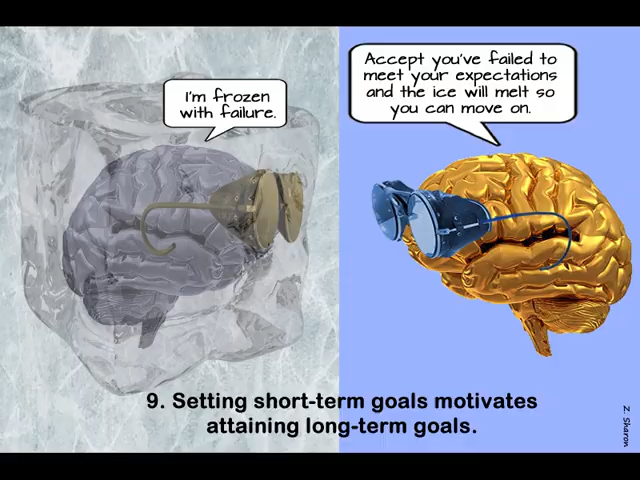 I'm frozen
with failure.
Accept you've failed to
meet your expectations
and the ice will melt so
you can move on.
9. Setting short-term goals motivates
attaining long-term goals.
Z. Sharon